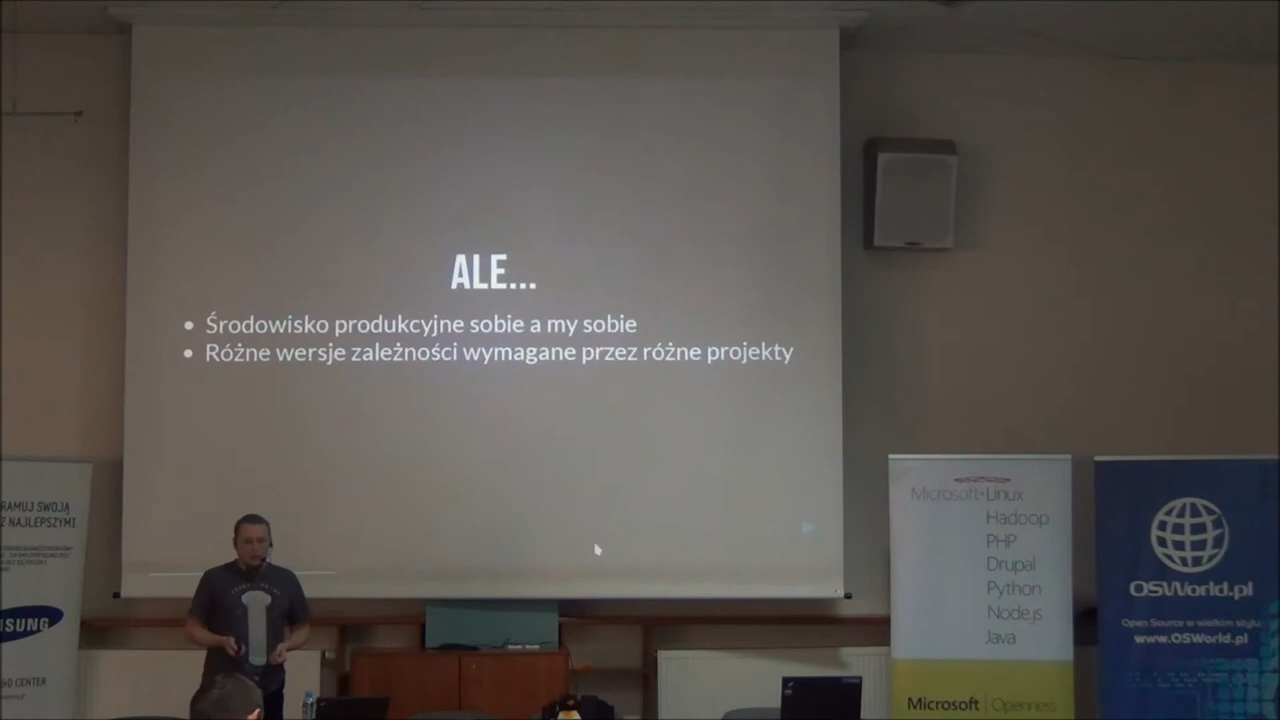 ALE...
Środowisko produkcyjne sobie a my sobie
Różne wersje zależności wymagane przez różne projekty
RAMUJ SWOJĄ
Z NAJLEPSZYMI
SUNG
R&D CENTER
Microsoft+Linux
Hadoop
PHP
Drupal
Python
Node.js
Java
Microsoft | Openness
OSWorld.pl
Open Source w wielkim stylu
www.OSWorld.pl